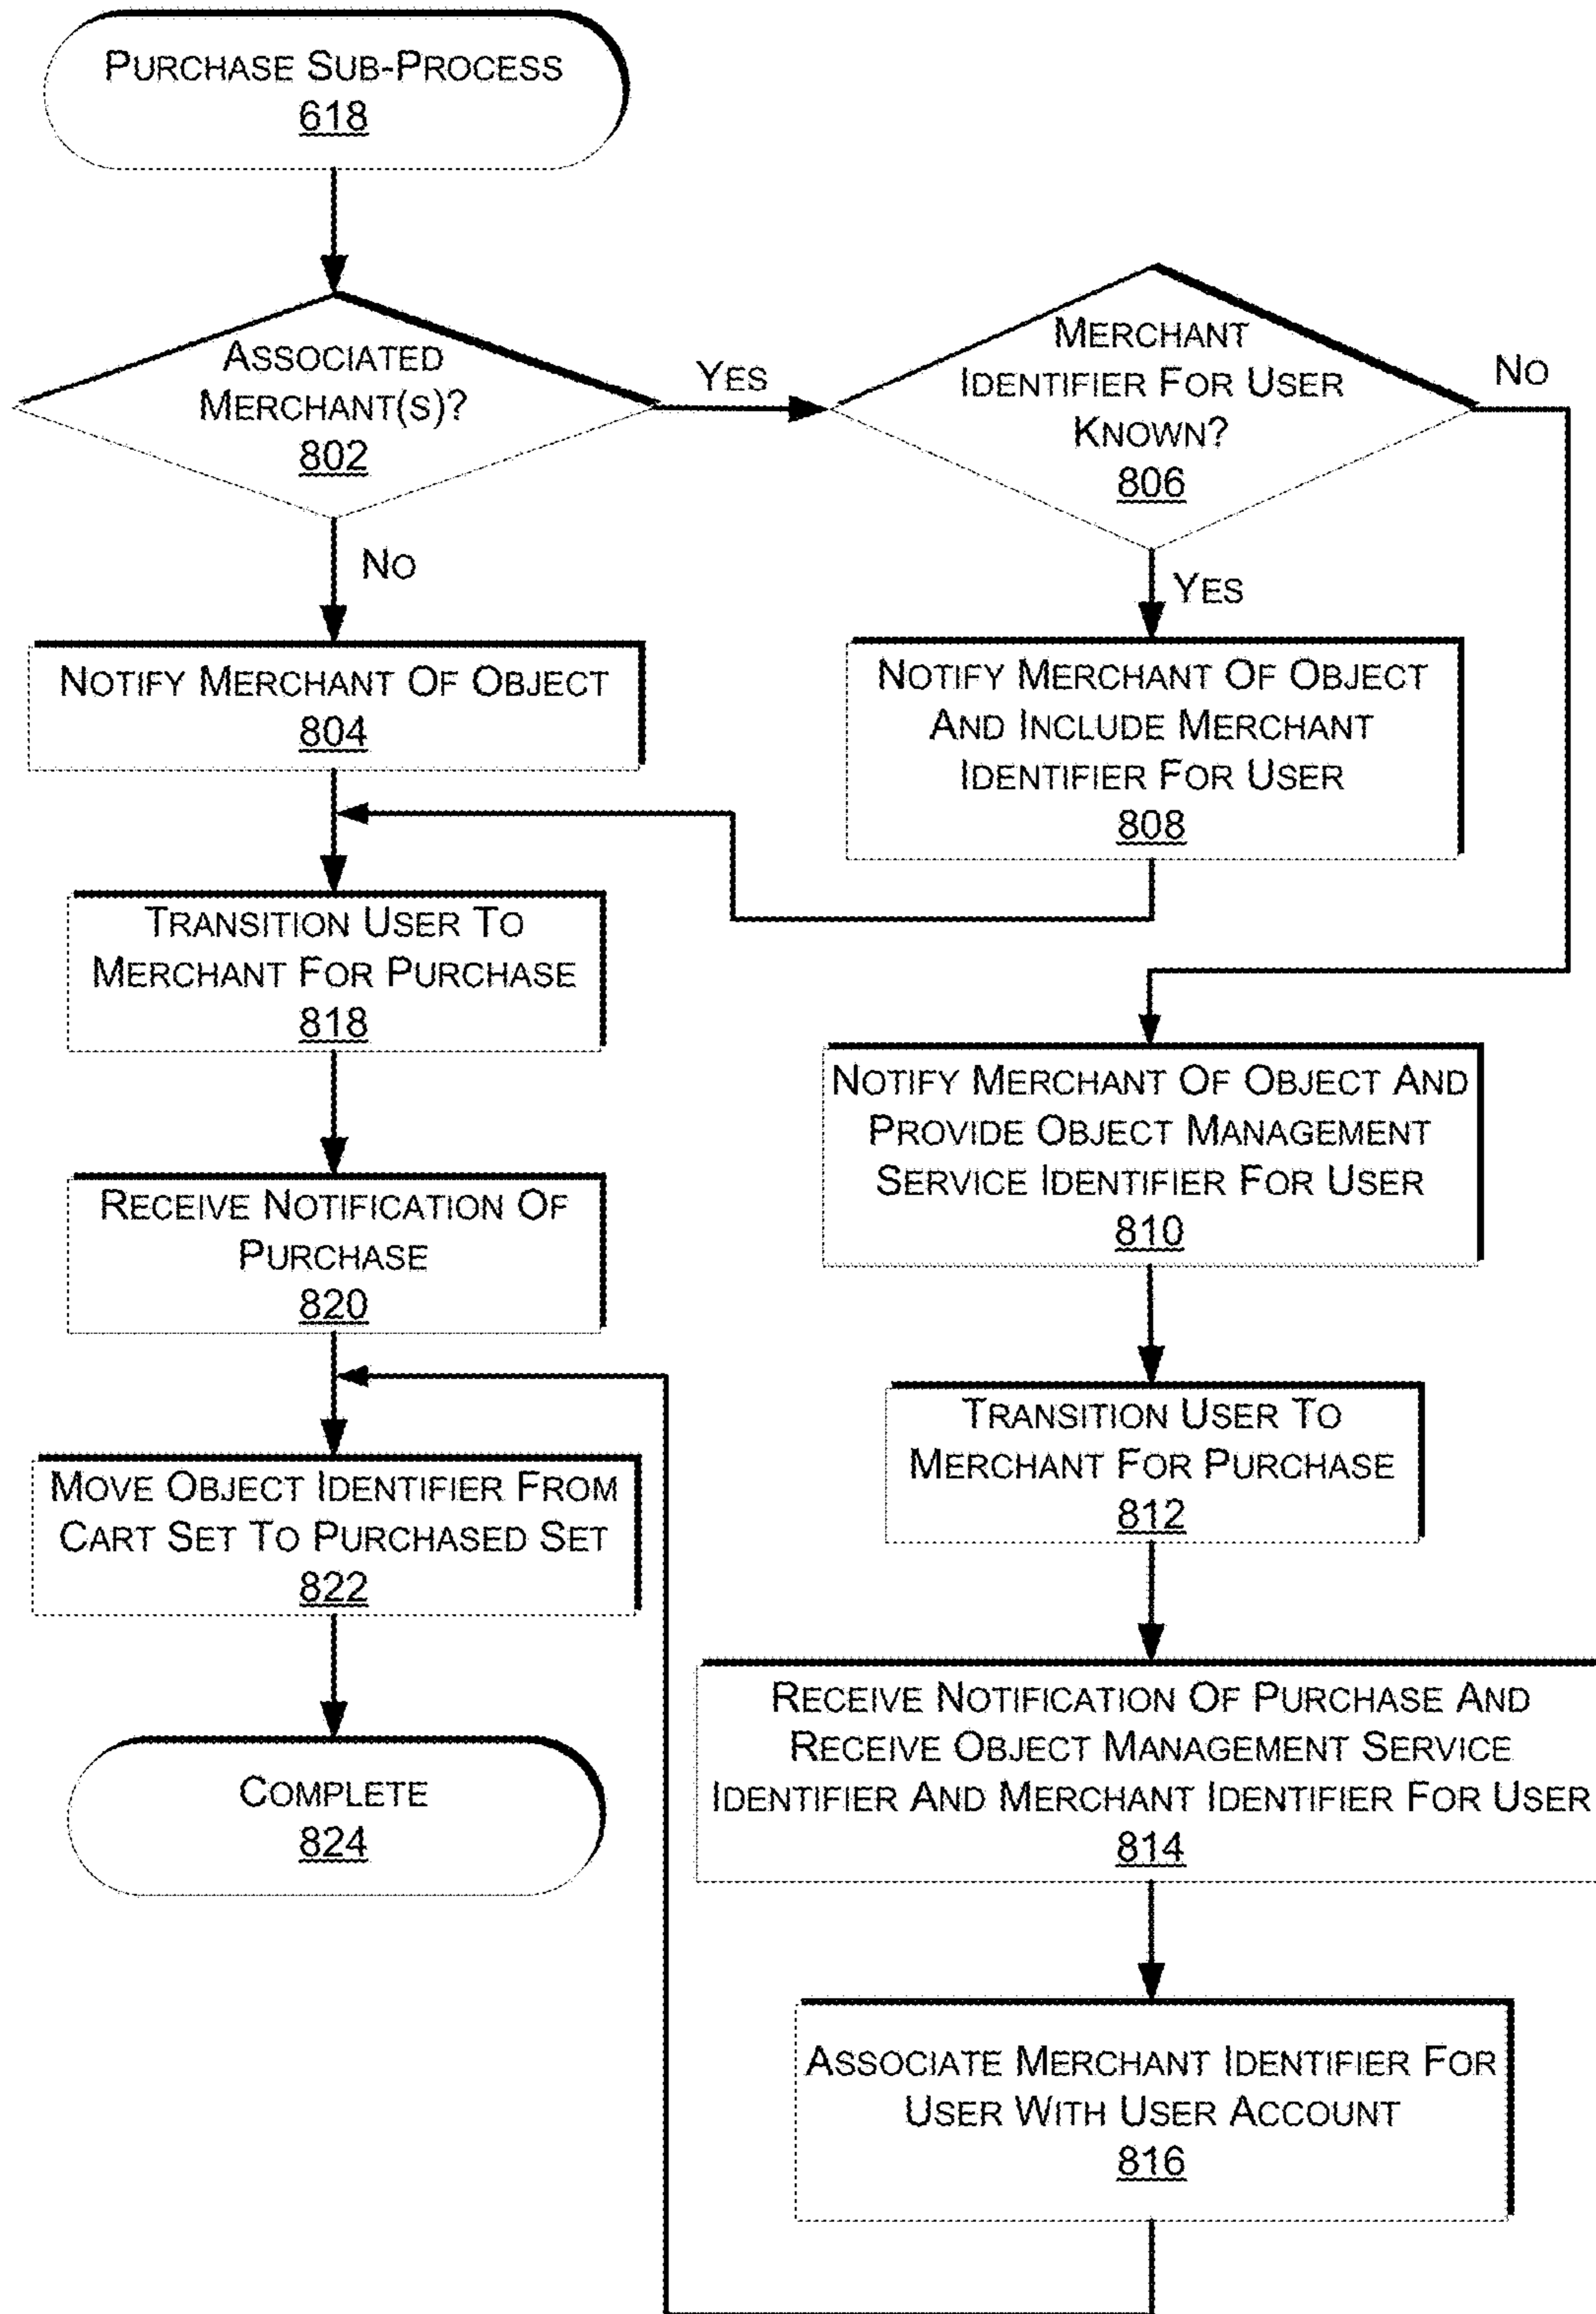 PURCHASE SUB-PROCESS
618
ASSOCIATED
MERCHANT(S)?
802
YES
NO
MERCHANT
IDENTIFIER FOR USER
KNOWN?
806
NO
YES
NOTIFY MERCHANT OF OBJECT
804
NOTIFY MERCHANT OF OBJECT
AND INCLUDE MERCHANT
IDENTIFIER FOR USER
808
TRANSITION USER TO
MERCHANT FOR PURCHASE
818
NOTIFY MERCHANT OF OBJECT AND
PROVIDE OBJECT MANAGEMENT
SERVICE IDENTIFIER FOR USER
810
RECEIVE NOTIFICATION OF
PURCHASE
820
TRANSITION USER TO
MERCHANT FOR PURCHASE
812
MOVE OBJECT IDENTIFIER FROM
CART SET TO PURCHASED SET
822
RECEIVE NOTIFICATION OF PURCHASE AND
RECEIVE OBJECT MANAGEMENT SERVICE
IDENTIFIER AND MERCHANT IDENTIFIER FOR USER
814
COMPLETE
824
ASSOCIATE MERCHANT IDENTIFIER FOR
USER WITH USER ACCOUNT
816